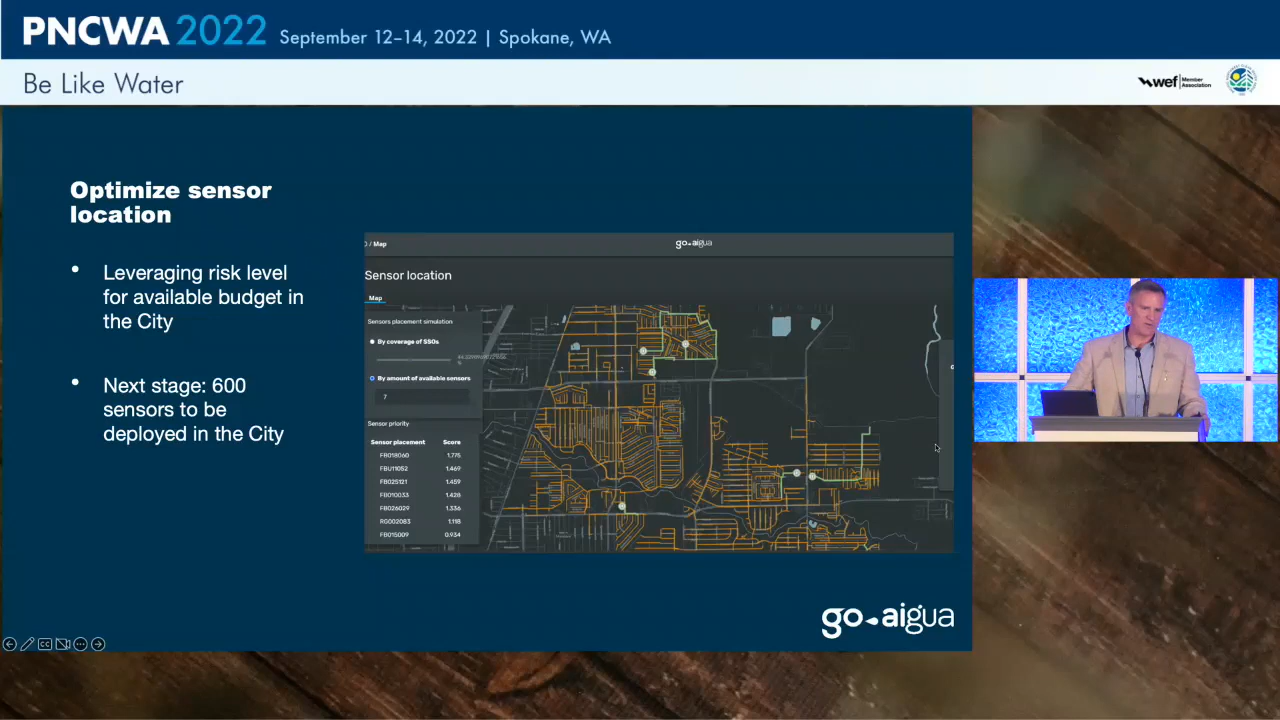 PNCWA 2022 September 12–14, 2022 | Spokane, WA
Be Like Water
wef Member Association
Optimize sensor
location
• Leveraging risk level
for available budget in
the City
• Next stage: 600
sensors to be
deployed in the City
/ Map
go-aigua
Sensor location
Map
Sensors placement simulation
By coverage of SSOs
By amount of available sensors
7
Sensor priority
Sensor placement Score
FB018060 1.775
FBU11052 1.469
FB025121 1.459
FB010033 1.428
FB026029 1.336
RG002083 1.118
FB015009 0.934
go-aigua
CC